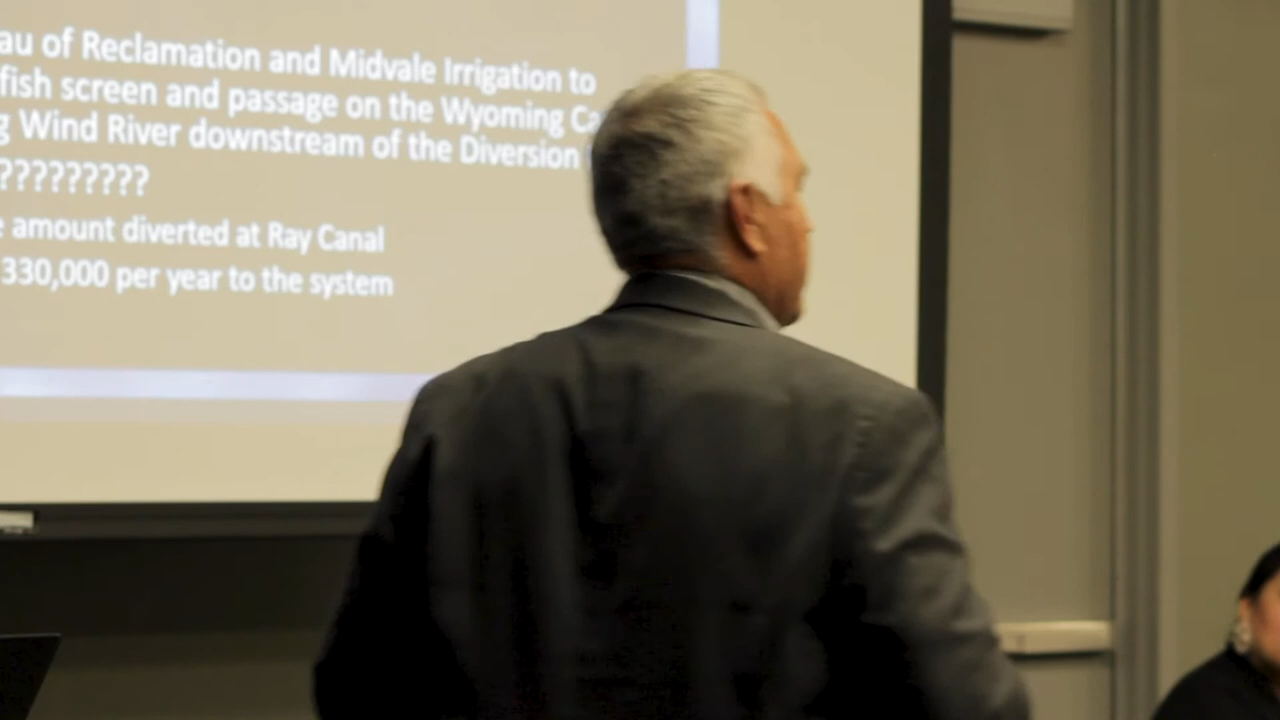 au of Reclamation and Midvale Irrigation to
fish screen and passage on the Wyoming Ca
g Wind River downstream of the Diversion
?????????
e amount diverted at Ray Canal
330,000 per year to the system